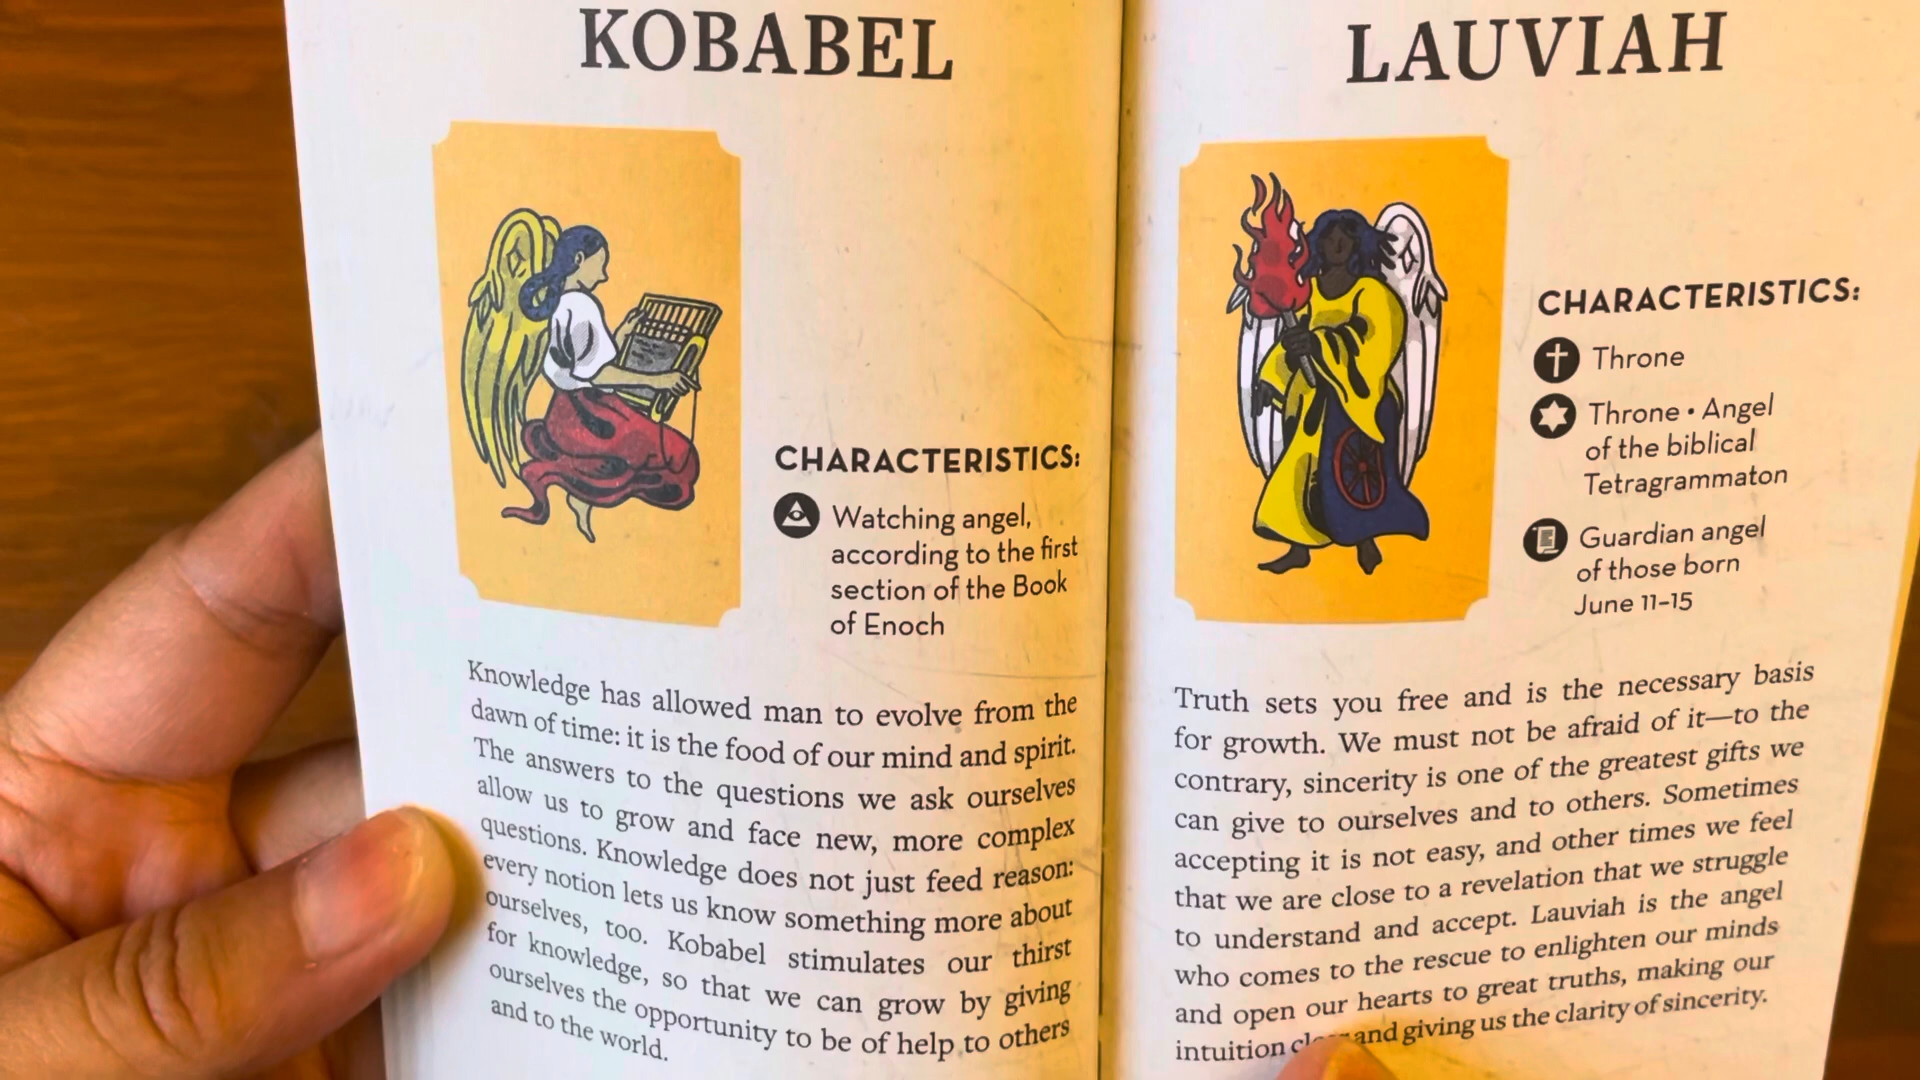 KOBABEL
CHARACTERISTICS:
Watching angel,
according to the first
section of the Book
of Enoch
Knowledge has allowed man to evolve from the
dawn of time: it is the food of our mind and spirit.
The answers to the questions we ask ourselves
allow us to grow and face new, more complex
questions. Knowledge does not just feed reason:
every notion lets us know something more about
ourselves, too. Kobabel stimulates our thirst
for knowledge, so that we can grow by giving
ourselves the opportunity to be of help to others
and to the world.
LAUVIAH
CHARACTERISTICS:
Throne
Throne • Angel
of the biblical
Tetragrammaton
Guardian angel
of those born
June 11–15
Truth sets you free and is the necessary basis
for growth. We must not be afraid of it—to the
contrary, sincerity is one of the greatest gifts we
can give to ourselves and to others. Sometimes
accepting it is not easy, and other times we feel
that we are close to a revelation that we struggle
to understand and accept. Lauviah is the angel
who comes to the rescue to enlighten our minds
and open our hearts to great truths, making our
intuition and giving us the clarity of sincerity.